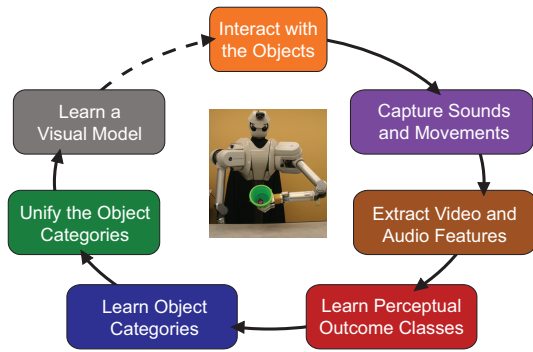 Interact with
the Objects
Capture Sounds
and Movements
Extract Video and
Audio Features
Learn Perceptual
Outcome Classes
Learn Object
Categories
Unify the Object
Categories
Learn a
Visual Model